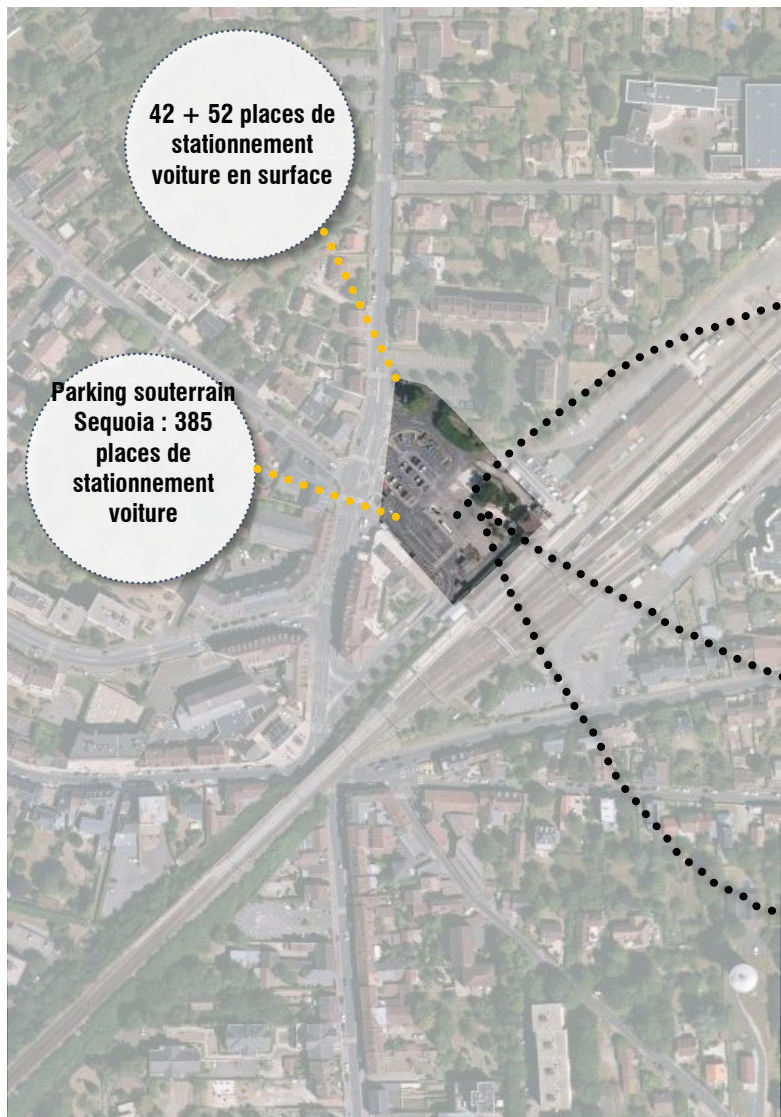 42 + 52 places de
stationnement
voiture en surface
Parking souterrain
Sequoia : 385
places de
stationnement
voiture